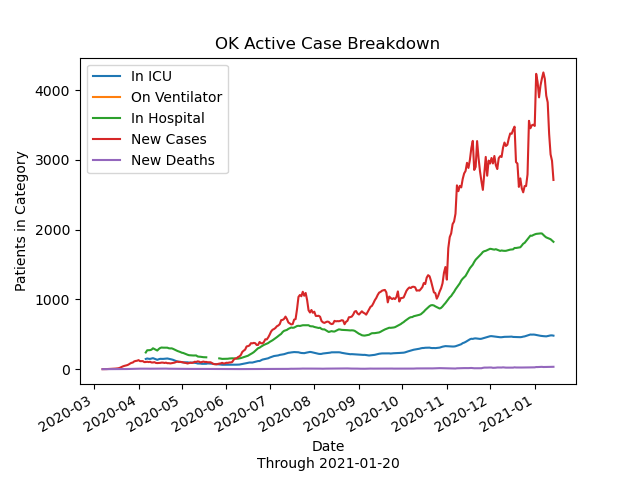 OK Active Case Breakdown
In ICU
On Ventilator
In Hospital
New Cases
New Deaths
Patients in Category
4000
3000
2000
1000
0
2020-03
2020-04
2020-05
2020-06
2020-07
2020-08
2020-09
2020-10
2020-11
2020-12
2021-01
Date
Through 2021-01-20